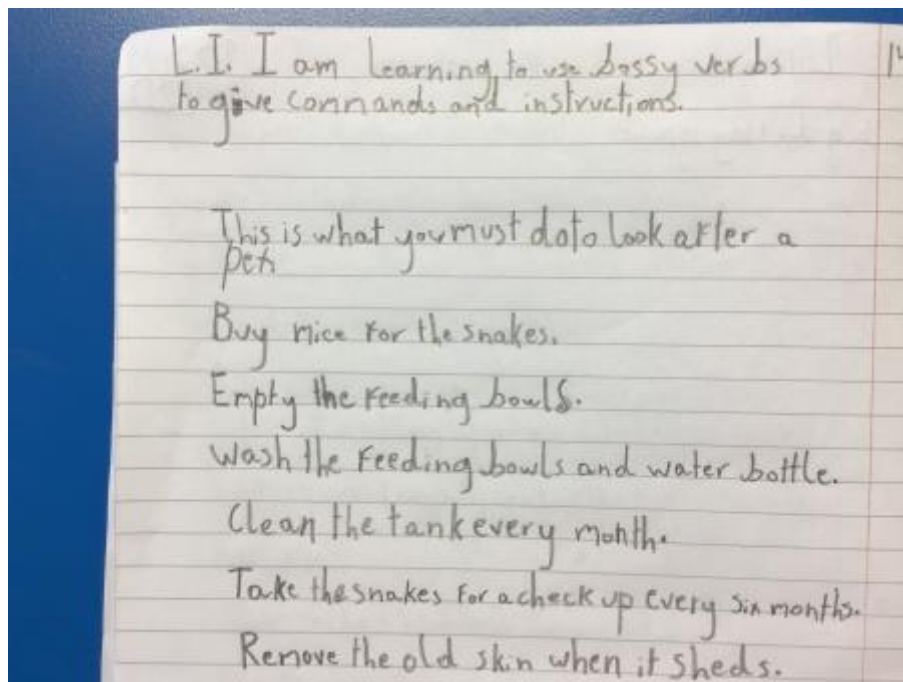 L.I. I am learning to use bossy verbs
to give commands and instructions.
This is what you must do to look after a
pet.
Buy mice for the snakes.
Empty the feeding bowls.
Wash the feeding bowls and water bottle.
Clean the tank every month.
Take the snakes for a check up every six months.
Remove the old skin when it sheds.